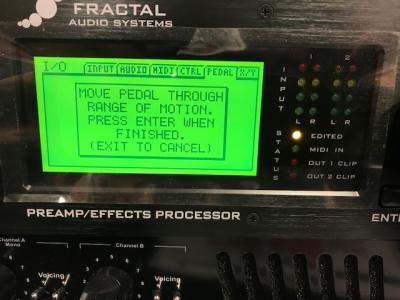 FRACTAL
AUDIO SYSTEMS
I/O INPUT AUDIO MIDI CTRL PEDAL X/Y
MOVE PEDAL THROUGH
RANGE OF MOTION.
PRESS ENTER WHEN
FINISHED.
(EXIT TO CANCEL)
1 2
INPUT
L R L R
STATUS
EDITED
MIDI IN
OUT 1 CLIP
OUT 2 CLIP
PREAMP/EFFECTS PROCESSOR
ENTE
Channel A
Mono
Channel B
Voicing
Voicing